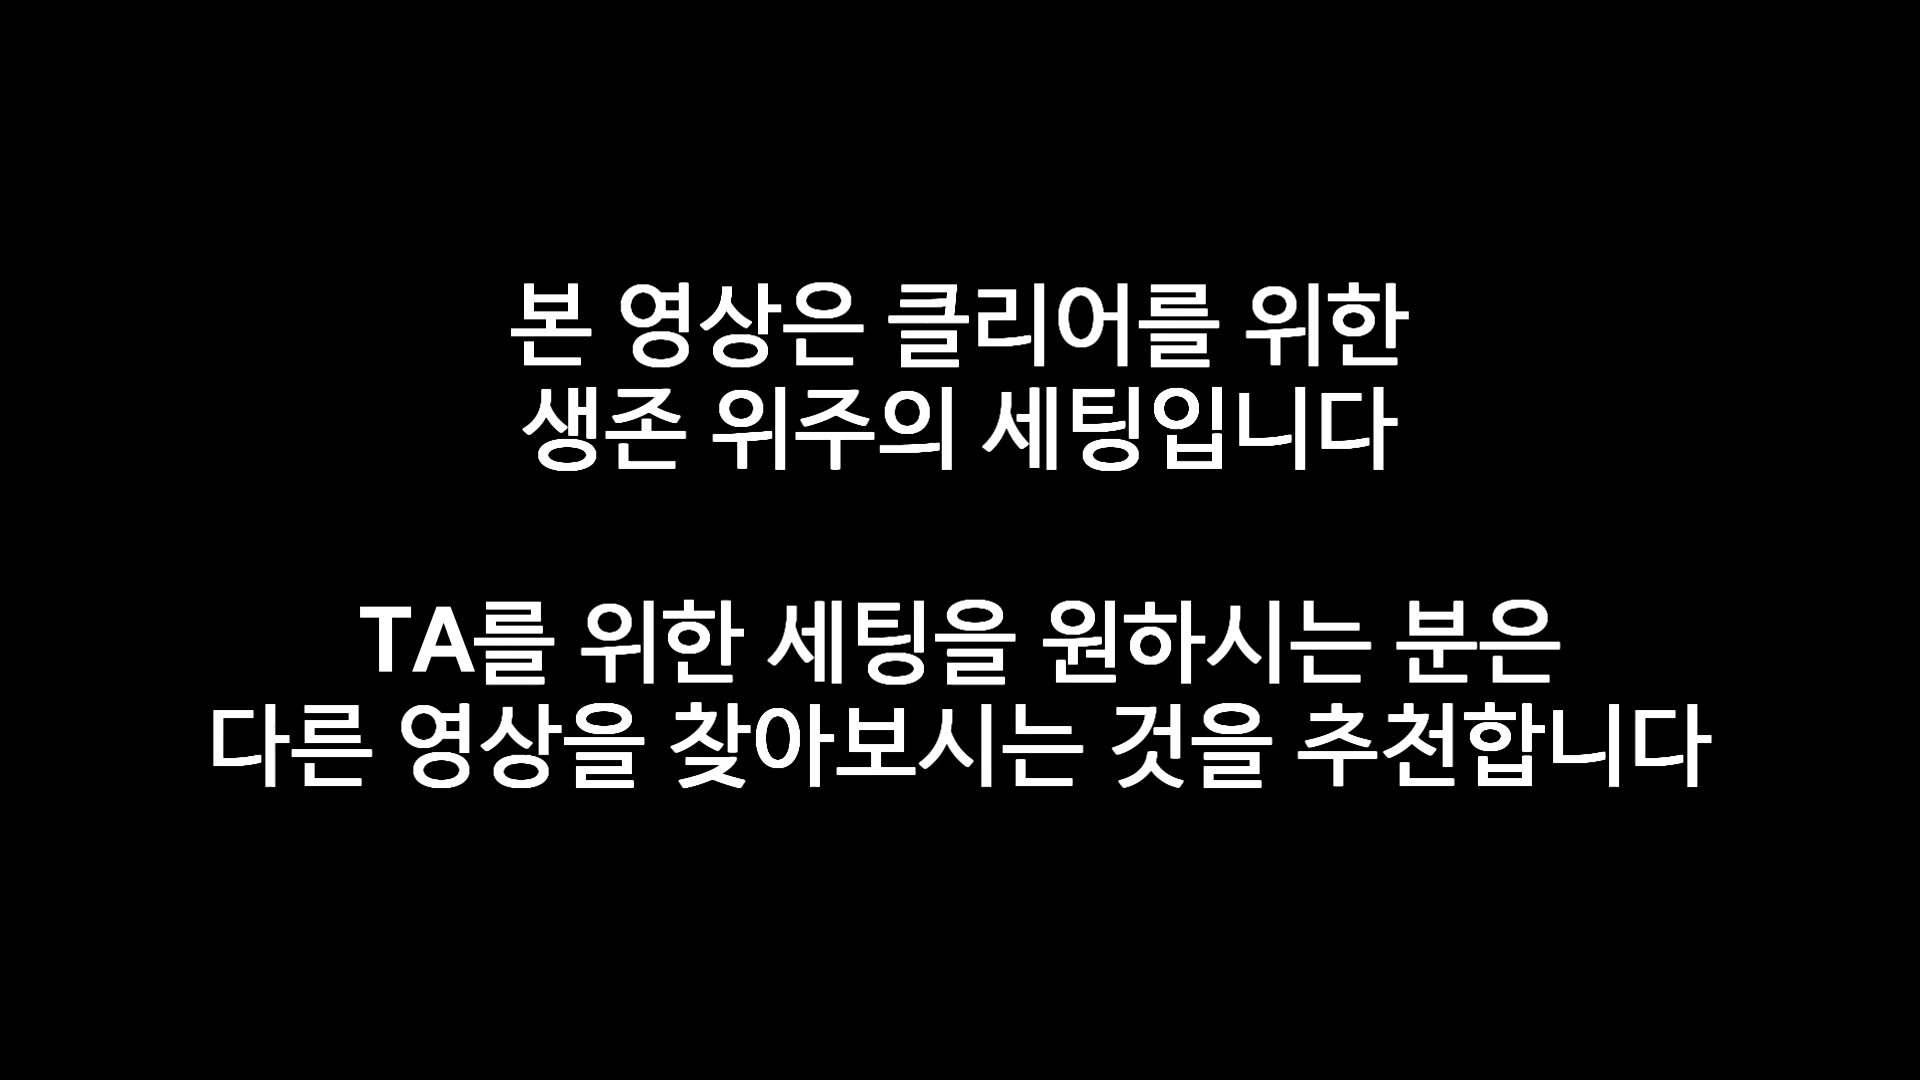 본 영상은 클리어를 위한
생존 위주의 세팅입니다
TA를 위한 세팅을 원하시는 분은
다른 영상을 찾아보시는 것을 추천합니다